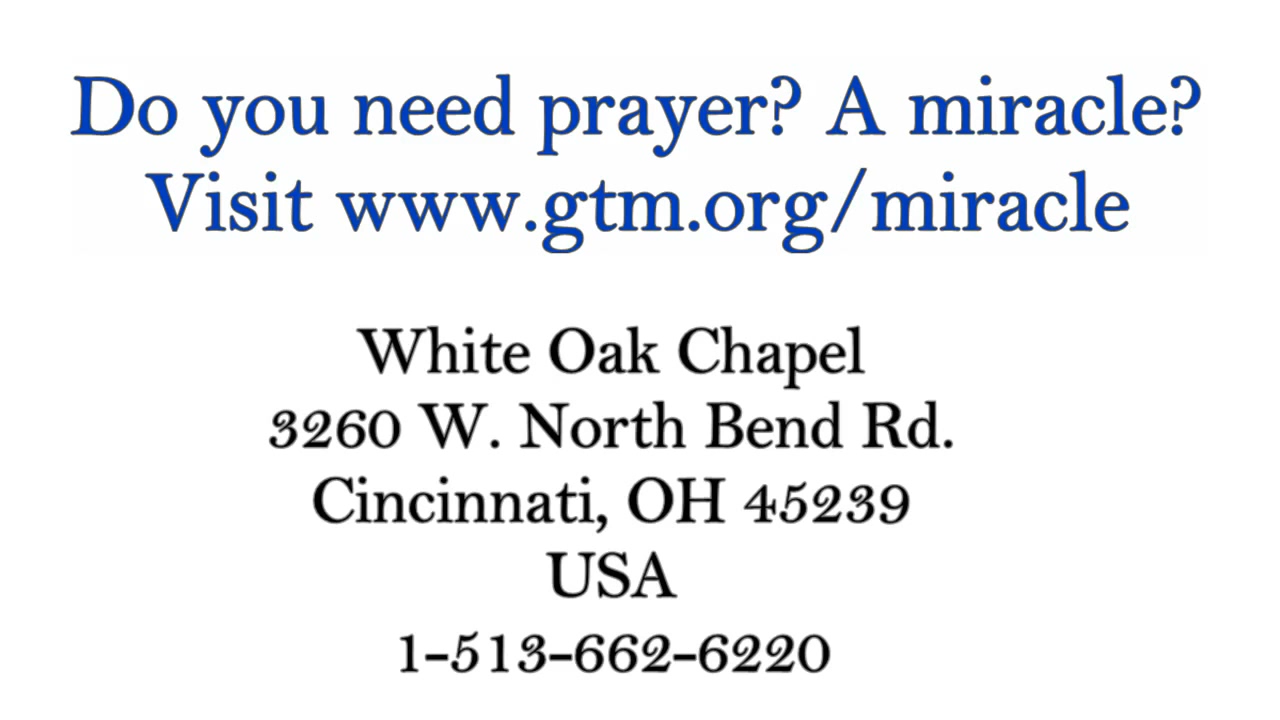 Do you need prayer? A miracle?
Visit www.gtm.org/miracle
White Oak Chapel
3260 W. North Bend Rd.
Cincinnati, OH 45239
USA
1-513-662-6220